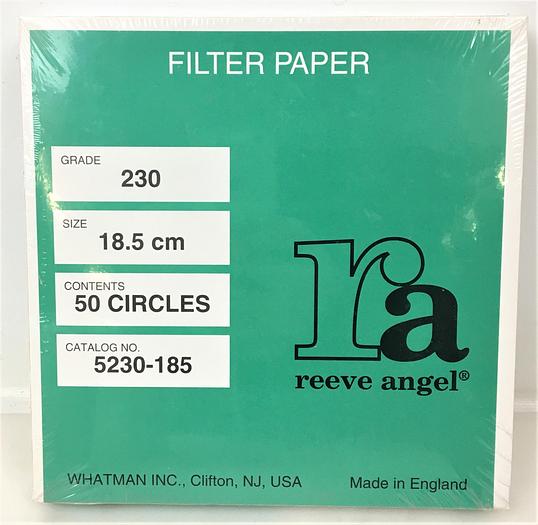 FILTER PAPER
GRADE
230
SIZE
18.5 cm
CONTENTS
50 CIRCLES
CATALOG NO.
5230-185
ra
reeve angel®
WHATMAN INC., Clifton, NJ, USA Made in England